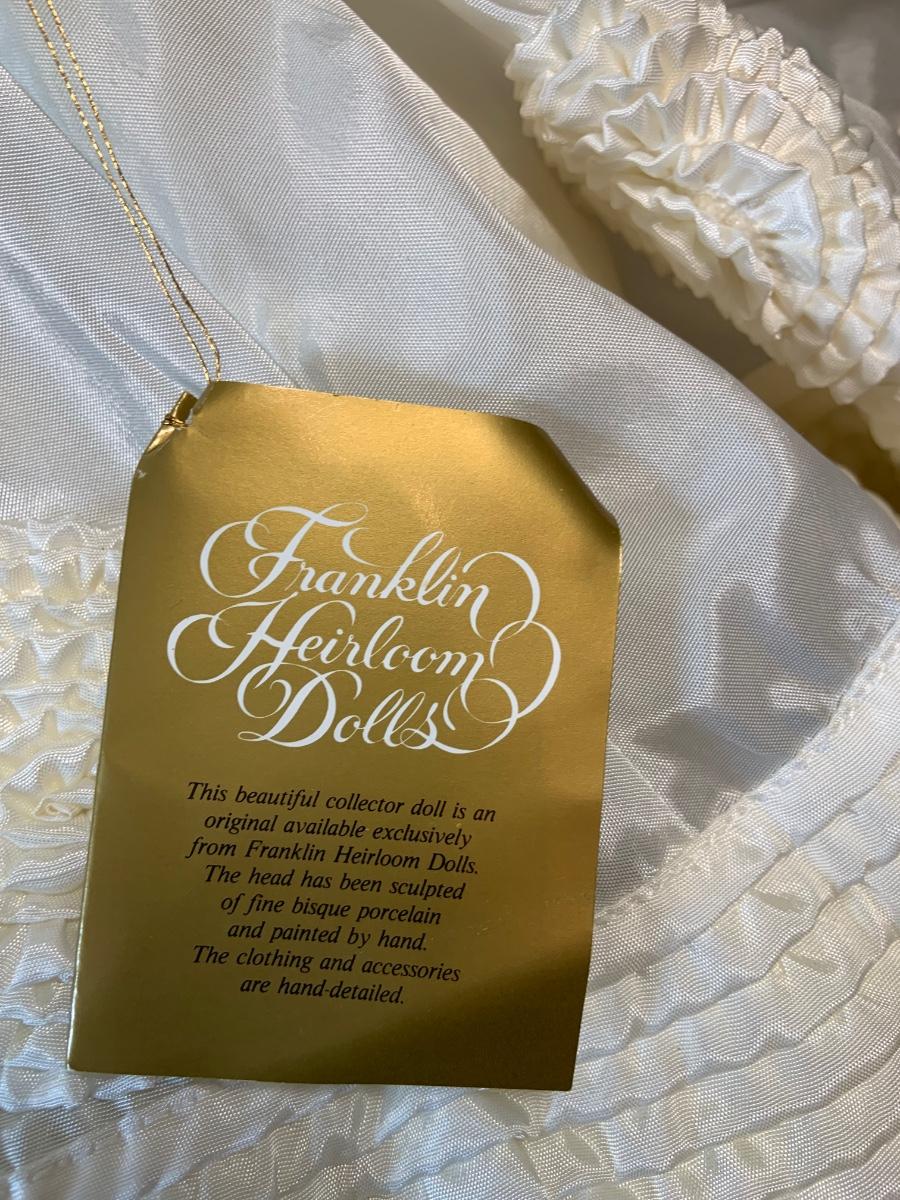 Franklin
Heirloom
Dolls
This beautiful collector doll is an
original available exclusively
from Franklin Heirloom Dolls.
The head has been sculpted
of fine bisque porcelain
and painted by hand.
The clothing and accessories
are hand-detailed.